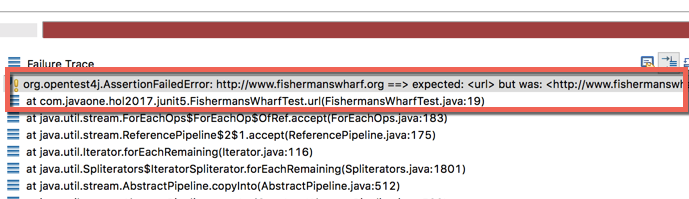 Failure Trace
org.opentest4j.AssertionFailedError: http://www.fishermanswharf.org ==> expected: <url> but was: <http://www.fishermanswh
at com.javaone.hol2017.junit5.FishermansWharfTest.url(FishermansWharfTest.java:19)
at java.util.stream.ForEachOps$ForEachOp$OfRef.accept(ForEachOps.java:183)
at java.util.stream.ReferencePipeline$2$1.accept(ReferencePipeline.java:175)
at java.util.Iterator.forEachRemaining(Iterator.java:116)
at java.util.Spliterators$IteratorSpliterator.forEachRemaining(Spliterators.java:1801)
at java.util.stream.AbstractPipeline.copyInto(AbstractPipeline.java:512)